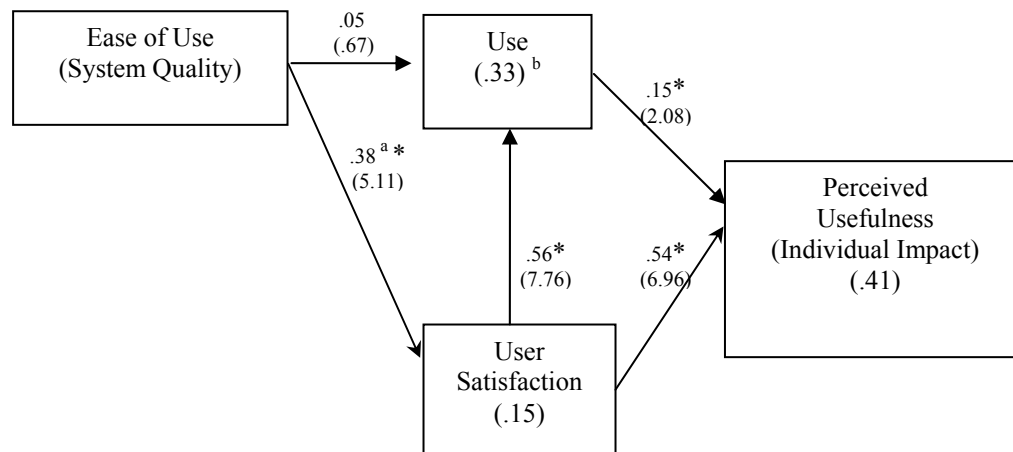 Ease of Use
(System Quality)
.05
(.67)
Use
(.33) b
.15*
(2.08)
.38 a *
(5.11)
Perceived
Usefulness
(Individual Impact)
(.41)
.56*
(7.76)
.54*
(6.96)
User
Satisfaction
(.15)